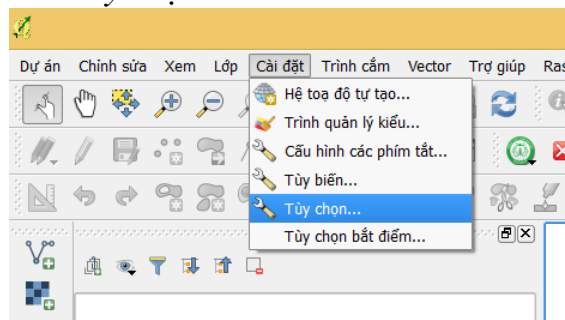 Dự án Chỉnh sửa Xem Lớp Cài đặt Trình cắm Vector Trợ giúp Ras
Hệ toạ độ tự tạo...
Trình quản lý kiểu...
Cấu hình các phím tắt...
Tùy biến...
Tùy chọn...
Tùy chọn bắt điểm...